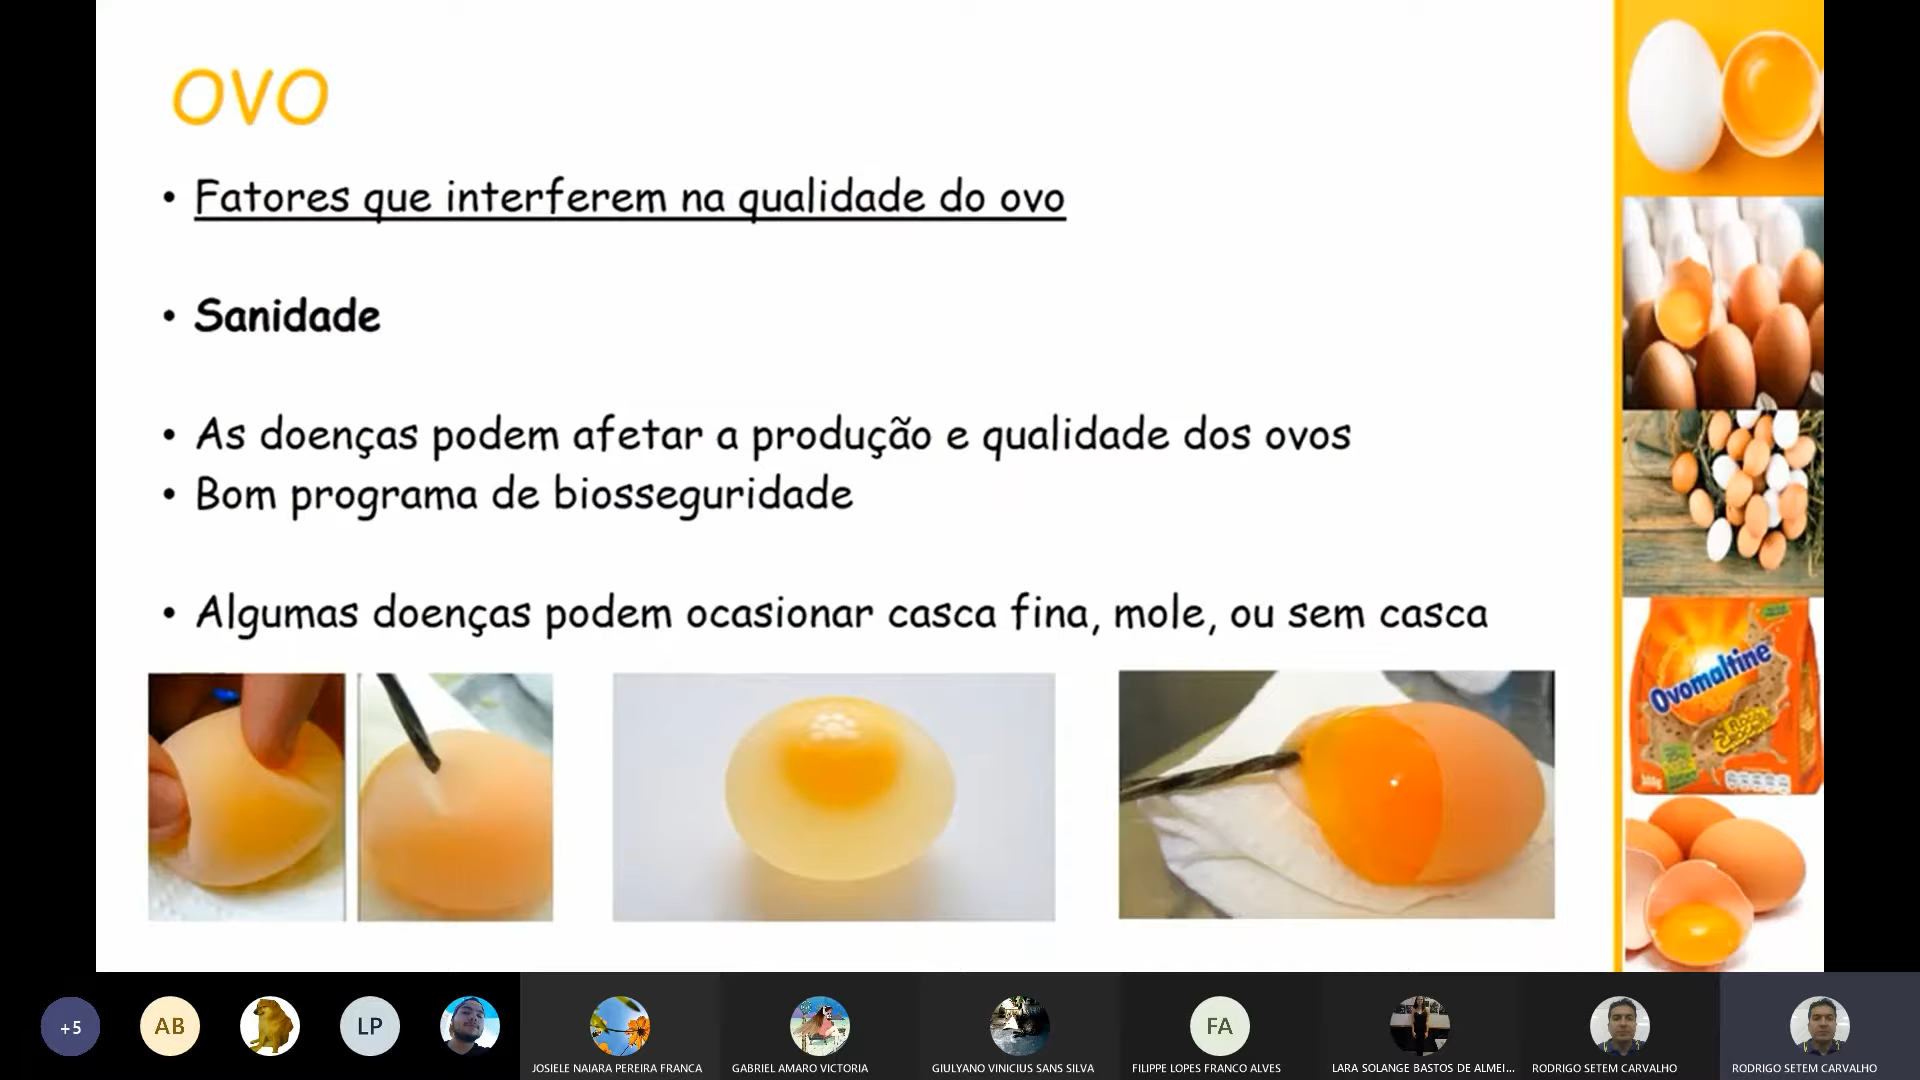 OVO
• Fatores que interferem na qualidade do ovo
• Sanidade
• As doenças podem afetar a produção e qualidade dos ovos
• Bom programa de biosseguridade
• Algumas doenças podem ocasionar casca fina, mole, ou sem casca
Ovomaltine
+5
AB
LP
JOSIELE NAIARA PEREIRA FRANCA
GABRIEL AMARO VICTORIA
GIULYANO VINICIUS SANS SILVA
FA
FILIPPE LOPES FRANCO ALVES
LARA SOLANGE BASTOS DE ALMEI...
RODRIGO SETEM CARVALHO
RODRIGO SETEM CARVALHO